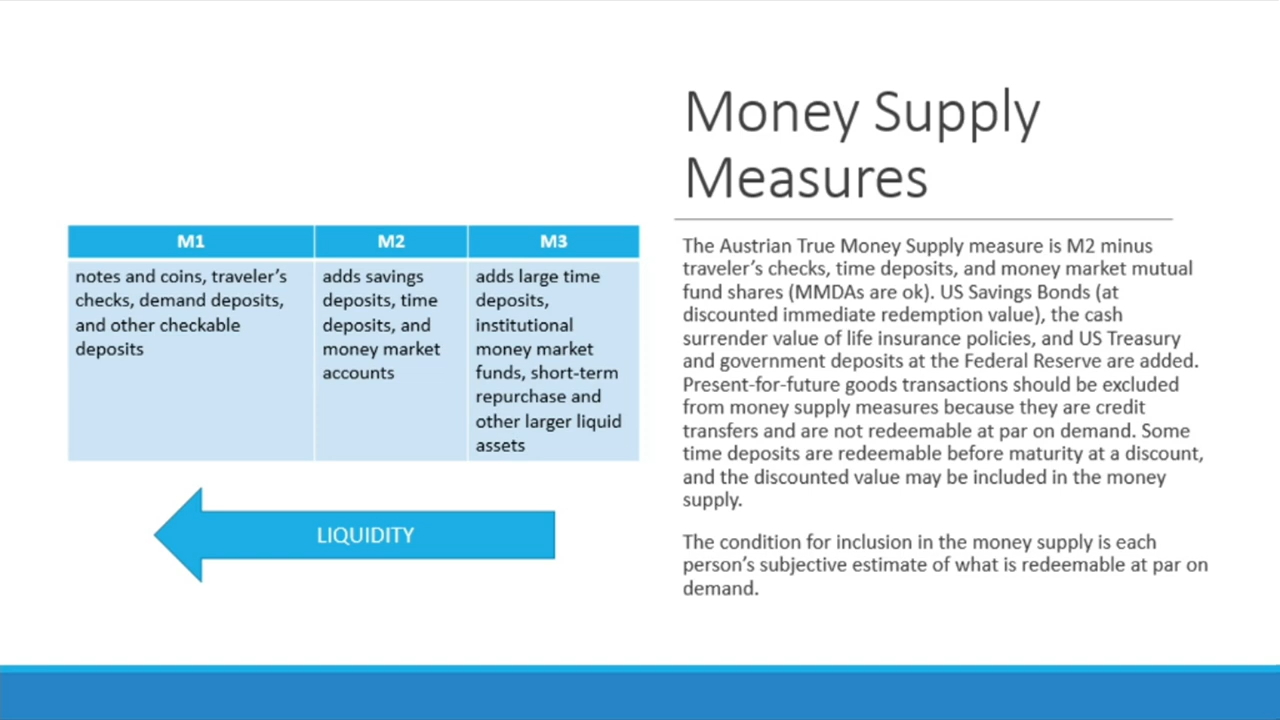 Money Supply
Measures
M1
M2
M3
notes and coins, traveler’s
checks, demand deposits,
and other checkable
deposits
adds savings
deposits, time
deposits, and
money market
accounts
adds large time
deposits,
institutional
money market
funds, short-term
repurchase and
other larger liquid
assets
LIQUIDITY
The Austrian True Money Supply measure is M2 minus
traveler’s checks, time deposits, and money market mutual
fund shares (MMDAs are ok). US Savings Bonds (at
discounted immediate redemption value), the cash
surrender value of life insurance policies, and US Treasury
and government deposits at the Federal Reserve are added.
Present-for-future goods transactions should be excluded
from money supply measures because they are credit
transfers and are not redeemable at par on demand. Some
time deposits are redeemable before maturity at a discount,
and the discounted value may be included in the money
supply.
The condition for inclusion in the money supply is each
person’s subjective estimate of what is redeemable at par on
demand.